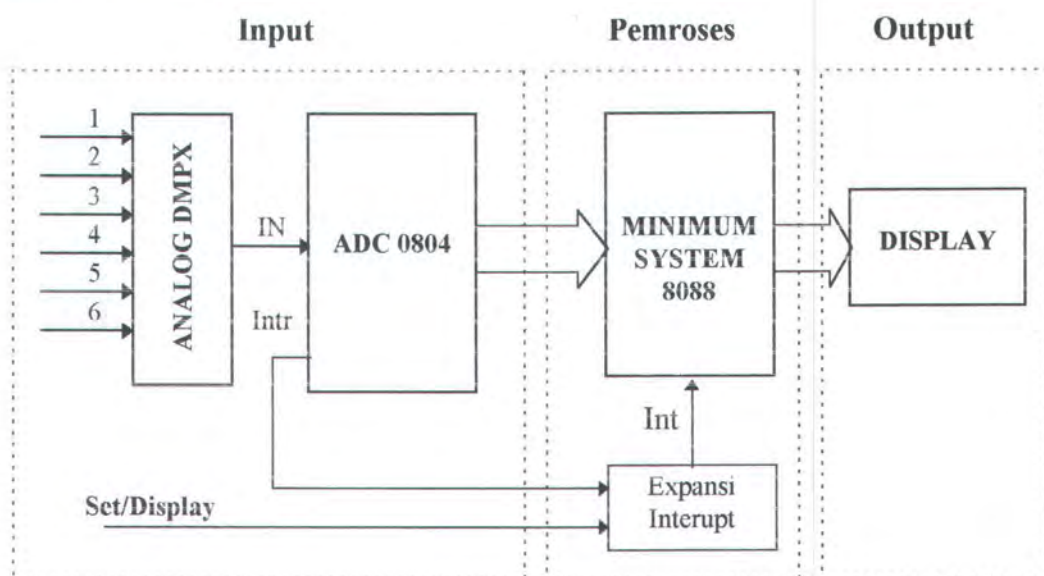 Input
Pemroses
Output
1
2
3
4
5
6
ANALOG DMPX
IN
Intr
ADC 0804
MINIMUM
SYSTEM
8088
DISPLAY
Int
Set/Display
Expansi
Interupt